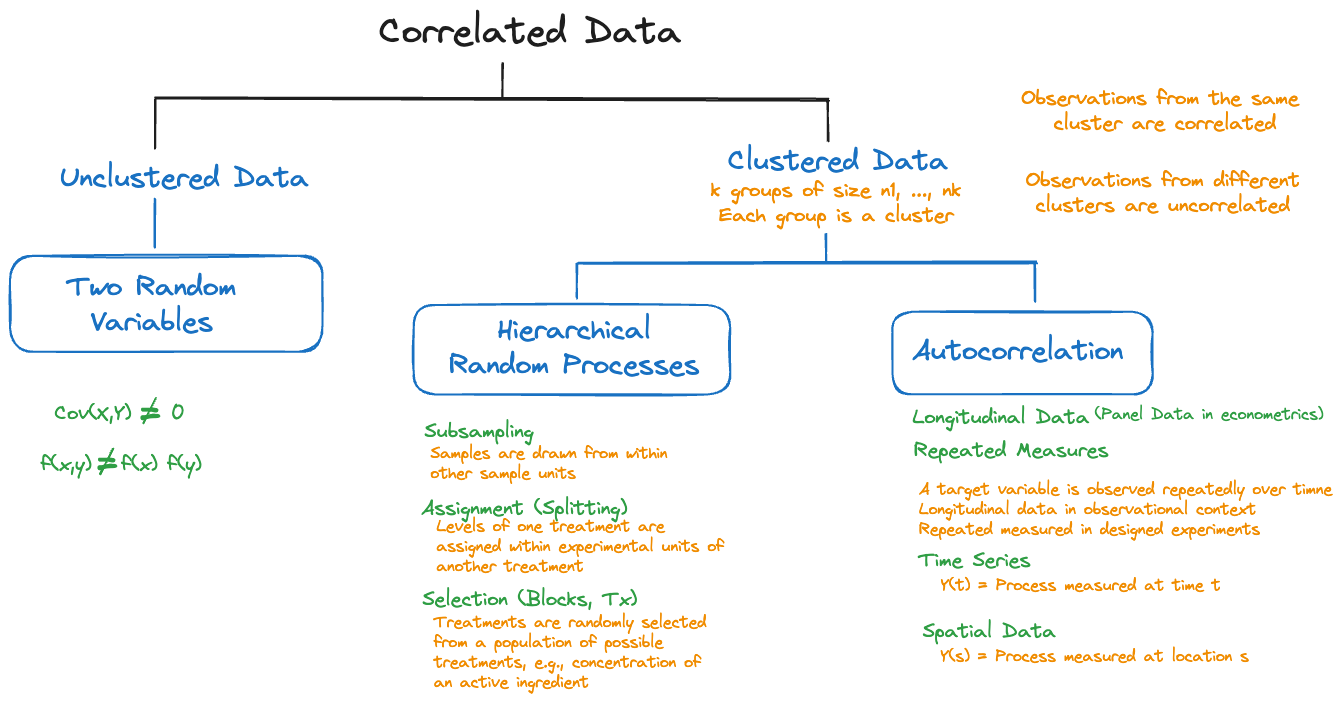 Correlated Data
Observations from the same
cluster are correlated
Observations from different
clusters are uncorrelated
Unclustered Data
Clustered Data
k groups of size n1, ..., nk
Each group is a cluster
Two Random
Variables
Cov(X,Y) ≠ 0
f(x,y) ≠ f(x) f(y)
Hierarchical
Random Processes
Subsampling
Samples are drawn from within
other sample units
Assignment (Splitting)
Levels of one treatment are
assigned within experimental units of
another treatment
Selection (Blocks, Tx)
Treatments are randomly selected
from a population of possible
treatments, e.g., concentration of
an active ingredient
Autocorrelation
Longitudinal Data (Panel Data in econometrics)
Repeated Measures
A target variable is observed repeatedly over timne
Longitudinal data in observational context
Repeated measured in designed experiments
Time Series
Y(t) = Process measured at time t
Spatial Data
Y(s) = Process measured at location s